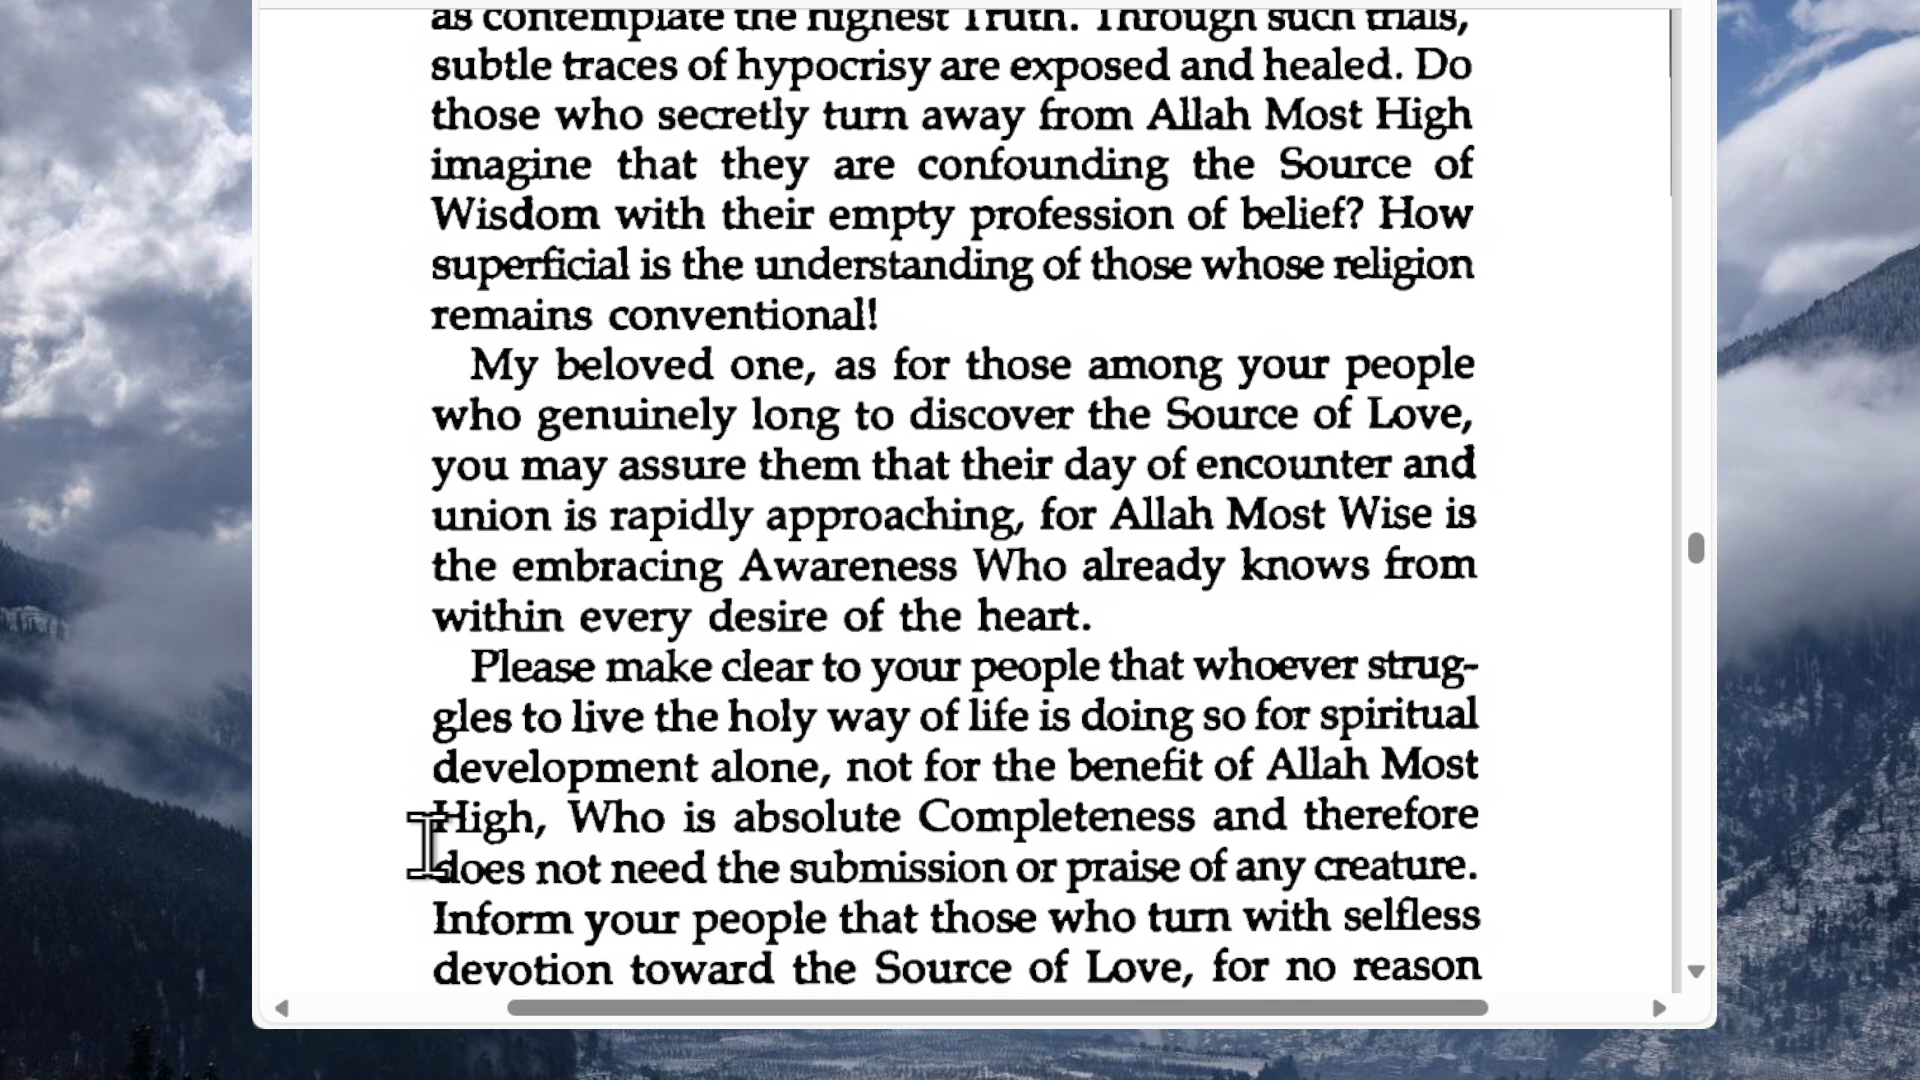 as contemplate the highest Truth. Through such trials,
subtle traces of hypocrisy are exposed and healed. Do
those who secretly turn away from Allah Most High
imagine that they are confounding the Source of
Wisdom with their empty profession of belief? How
superficial is the understanding of those whose religion
remains conventional!
My beloved one, as for those among your people
who genuinely long to discover the Source of Love,
you may assure them that their day of encounter and
union is rapidly approaching, for Allah Most Wise is
the embracing Awareness Who already knows from
within every desire of the heart.
Please make clear to your people that whoever strug-
gles to live the holy way of life is doing so for spiritual
development alone, not for the benefit of Allah Most
High, Who is absolute Completeness and therefore
does not need the submission or praise of any creature.
Inform your people that those who turn with selfless
devotion toward the Source of Love, for no reason